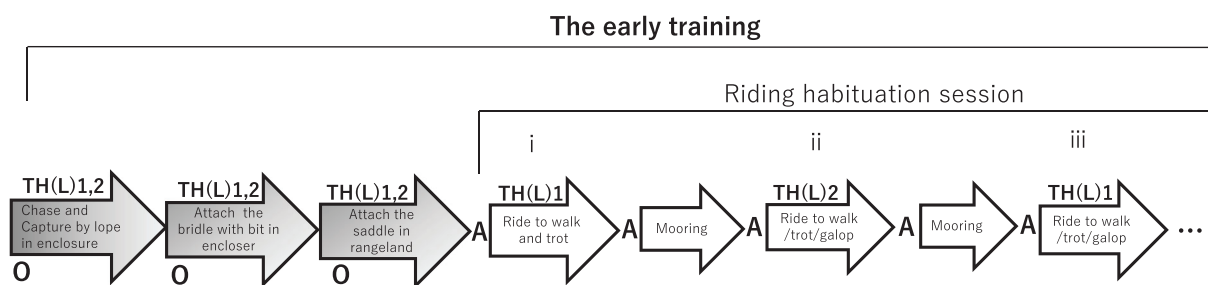 The early training
Riding habituation session
i
ii
iii
TH(L)1,2
Chase and
Capture by lope
in enclosure
O
TH(L)1,2
Attach the
bridle with bit in
encloser
O
TH(L)1,2
Attach the
saddle in
rangeland
O
A
TH(L)1
Ride to walk
and trot
A
Mooring
A
TH(L)2
Ride to walk
/trot/galop
A
Mooring
A
TH(L)1
Ride to walk
/trot/galop
...